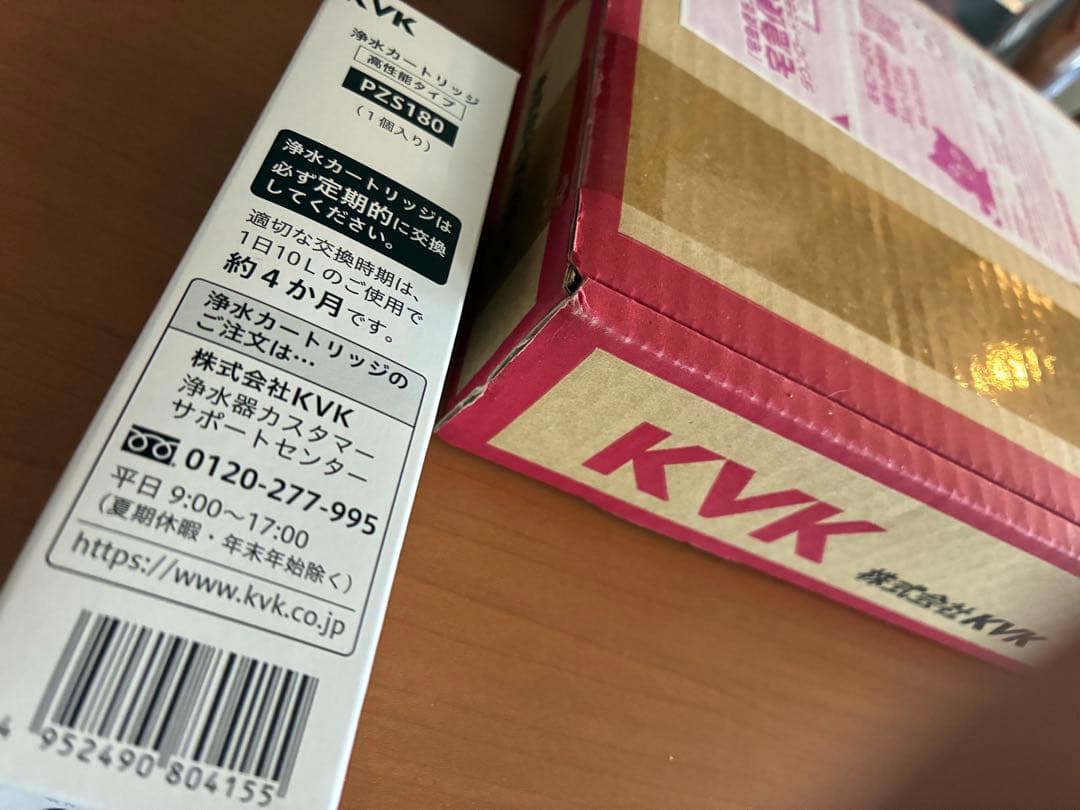 KVK
浄水カートリッジ
高性能タイプ
PZS180
(1個入り)
浄水カートリッジは
必ず定期的に交換
してください。
適切な交換時期は、
1日10Lのご使用で
約4か月です。
浄水カートリッジの
ご注文は…
株式会社KVK
浄水器カスタマー
サポートセンター
0120-277-995
平日 9:00～17:00
(夏期休暇・年末年始除く)
https://www.kvk.co.jp
4 952490 804155
KVK
株式会社KVK